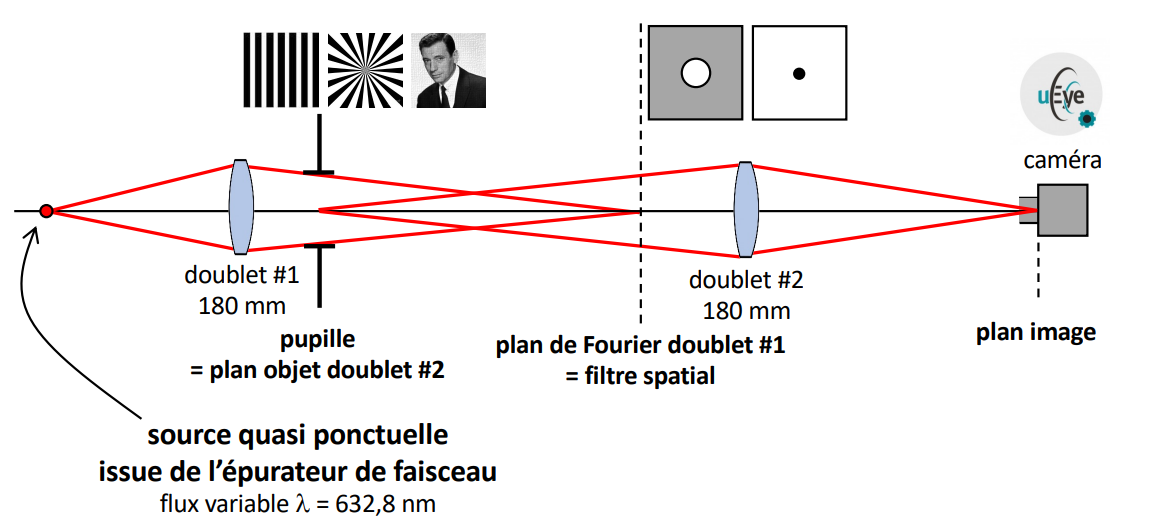 uEye
caméra
doublet #1
180 mm
doublet #2
180 mm
pupille
= plan objet doublet #2
plan de Fourier doublet #1
= filtre spatial
plan image
source quasi ponctuelle
issue de l’épurateur de faisceau
flux variable λ = 632,8 nm